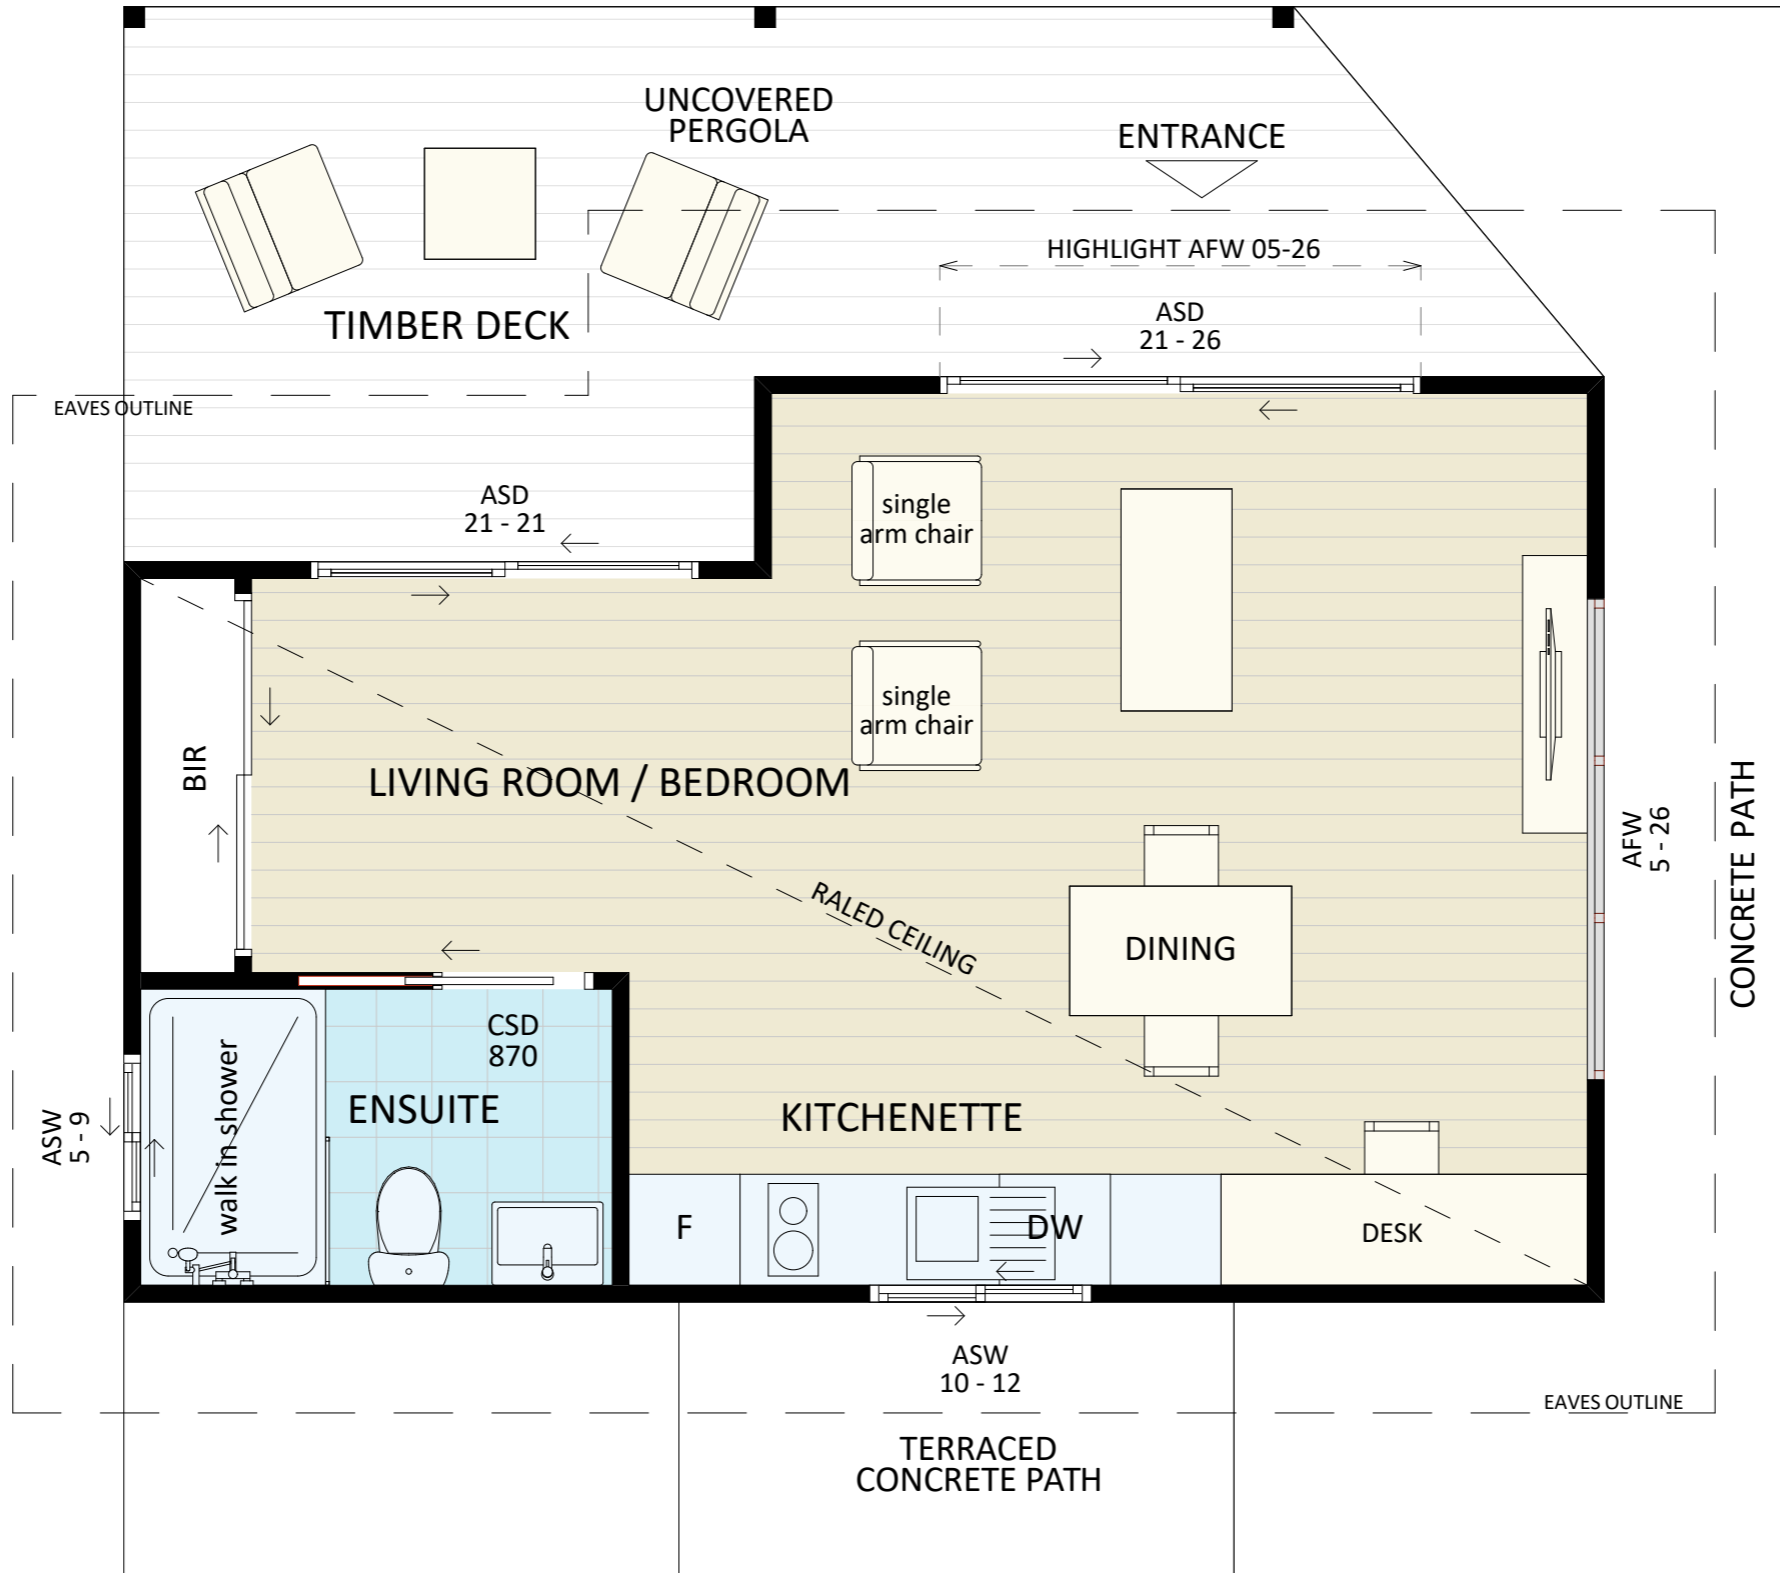 UNCOVERED
PERGOLA
ENTRANCE
HIGHLIGHT AFW 05-26
TIMBER DECK
ASD
21 - 26
EAVES OUTLINE
ASD
21 - 21
single
arm chair
single
arm chair
BIR
LIVING ROOM / BEDROOM
AFW
5 - 26
CONCRETE PATH
RALED CEILING
DINING
CSD
870
ENSUITE
walk in shower
ASW
5 - 9
KITCHENETTE
F
DW
DESK
ASW
10 - 12
EAVES OUTLINE
TERRACED
CONCRETE PATH